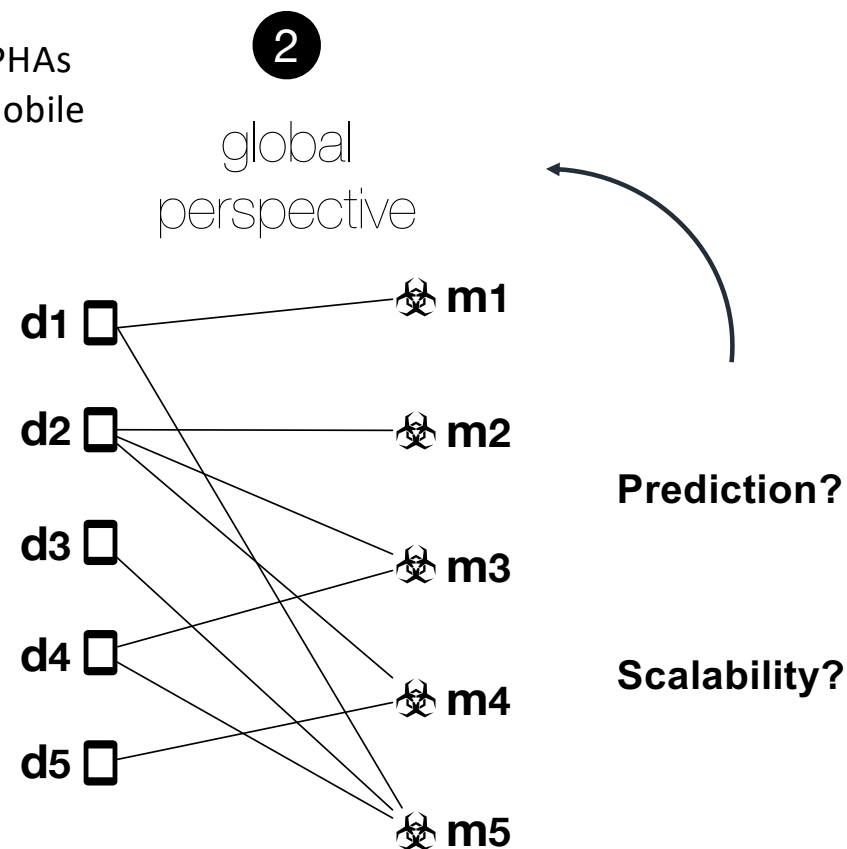 PHAs
obile
2
global
perspective
d1
m1
d2
m2
Prediction?
d3
m3
d4
Scalability?
m4
d5
m5